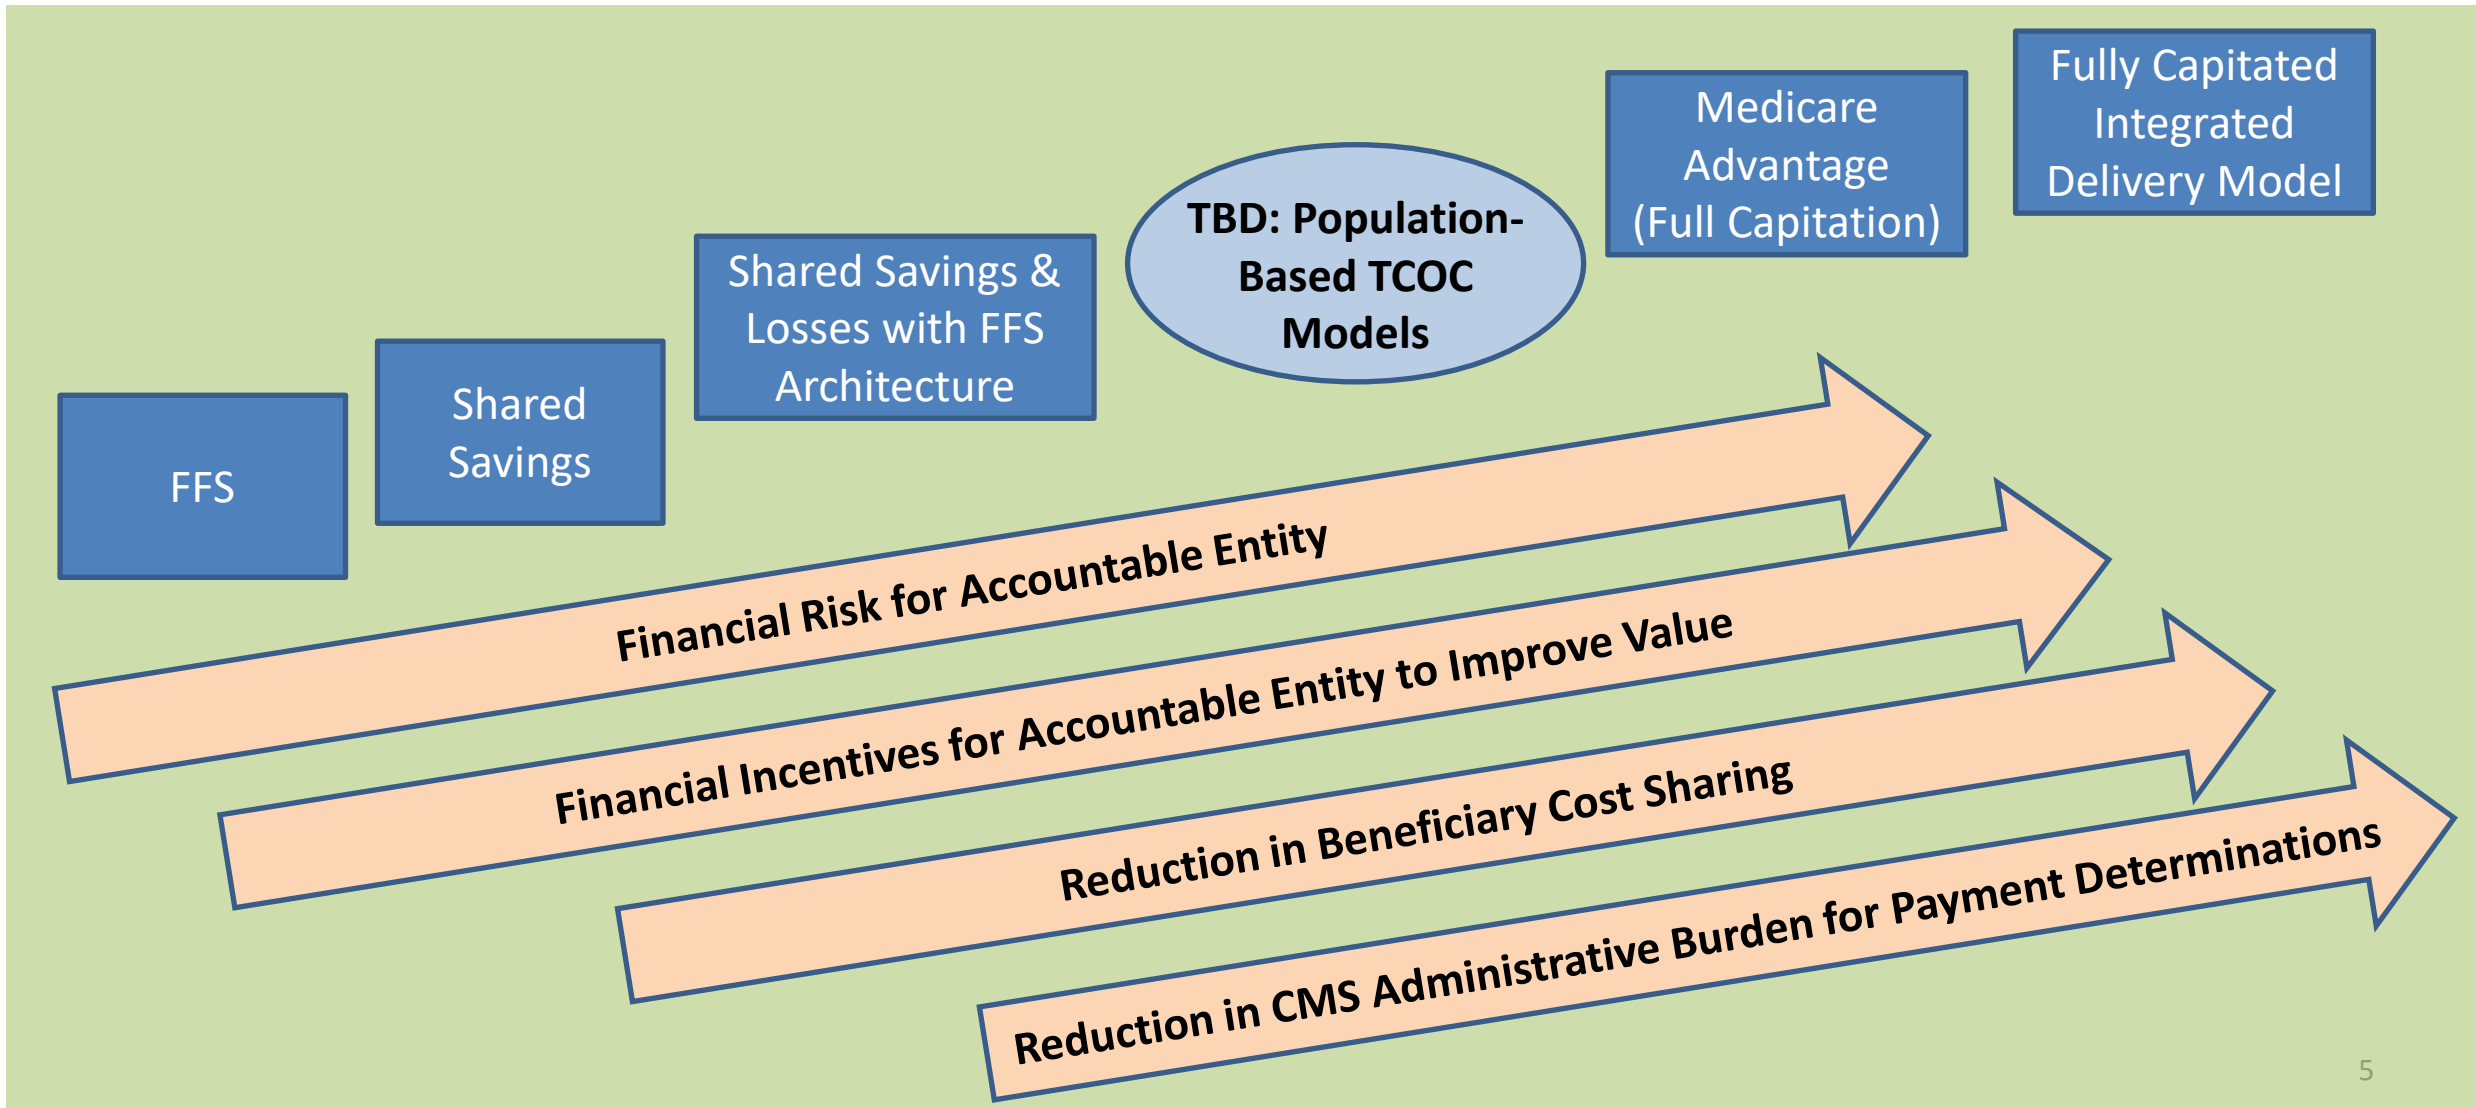 FFS
Shared
Savings
Shared Savings &
Losses with FFS
Architecture
TBD: Population-
Based TCOC
Models
Medicare
Advantage
(Full Capitation)
Fully Capitated
Integrated
Delivery Model
Financial Risk for Accountable Entity
Financial Incentives for Accountable Entity to Improve Value
Reduction in Beneficiary Cost Sharing
Reduction in CMS Administrative Burden for Payment Determinations
5